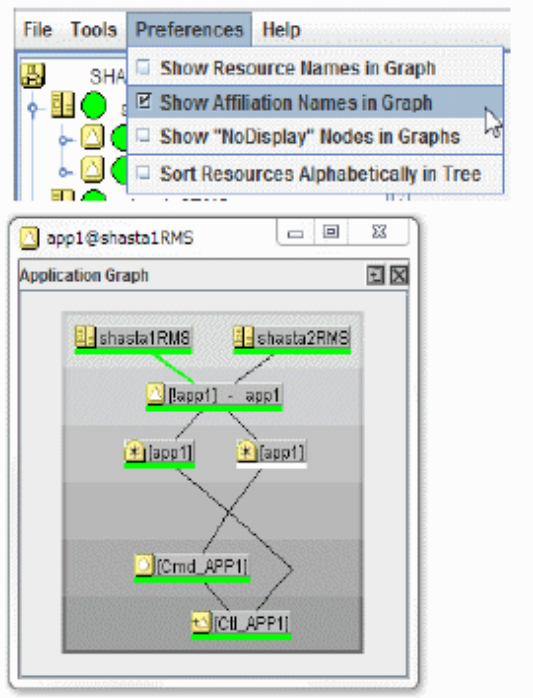 File Tools Preferences Help
SHA
Show Resource Names in Graph
Show Affiliation Names in Graph
Show "NoDisplay" Nodes in Graphs
Sort Resources Alphabetically in Tree
app1@shasta1RMS
Application Graph
shasta1RMS shasta2RMS
[!app1] - app1
[app1] [app1]
[Cmd_APP1]
[Ctl_APP1]